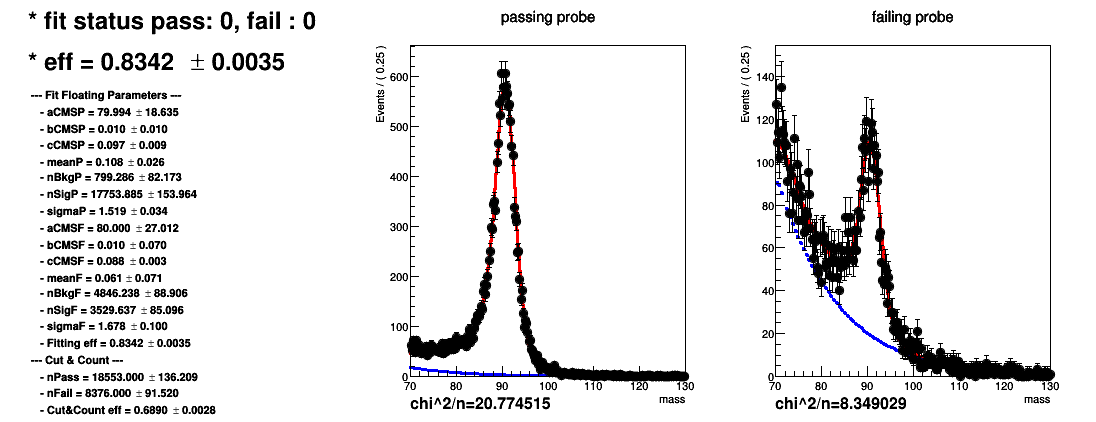 * fit status pass: 0, fail : 0
* eff = 0.8342 ± 0.0035
--- Fit Floating Parameters ---
- aCMSP = 79.994 ± 18.635
- bCMSP = 0.010 ± 0.010
- cCMSP = 0.097 ± 0.009
- meanP = 0.108 ± 0.026
- nBkgP = 799.286 ± 82.173
- nSigP = 17753.885 ± 153.964
- sigmaP = 1.519 ± 0.034
- aCMSF = 80.000 ± 27.012
- bCMSF = 0.010 ± 0.070
- cCMSF = 0.088 ± 0.003
- meanF = 0.061 ± 0.071
- nBkgF = 4846.238 ± 88.906
- nSigF = 3529.637 ± 85.096
- sigmaF = 1.678 ± 0.100
- Fitting eff = 0.8342 ± 0.0035
--- Cut & Count ---
- nPass = 18553.000 ± 136.209
- nFail = 8376.000 ± 91.520
- Cut&Count eff = 0.6890 ± 0.0028
passing probe
Events / ( 0.25 )
600
500
400
300
200
100
0
70 80 90 100 110 120 130
mass
chi^2/n=20.774515
failing probe
Events / ( 0.25 )
140
120
100
80
60
40
20
0
70 80 90 100 110 120 130
mass
chi^2/n=8.349029